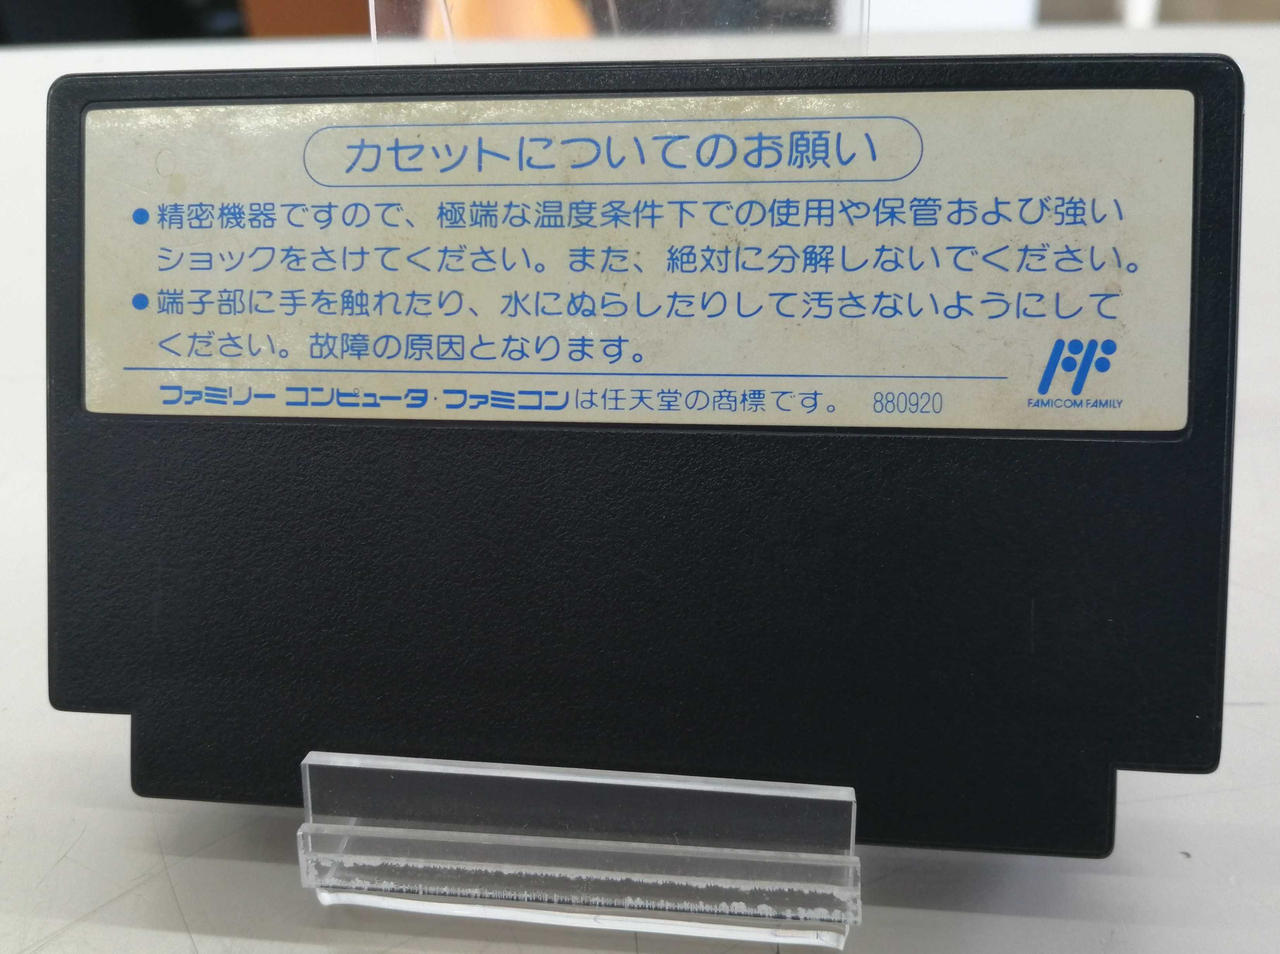 カセットについてのお願い
●精密機器ですので、極端な温度条件下での使用や保管および強い
ショックをさけてください。また、絶対に分解しないでください。
●端子部に手を触れたり、水にぬらしたりして汚さないようにして
ください。故障の原因となります。
ファミリー コンピュータ・ファミコンは任天堂の商標です。 880920
FF
FAMICOM FAMILY